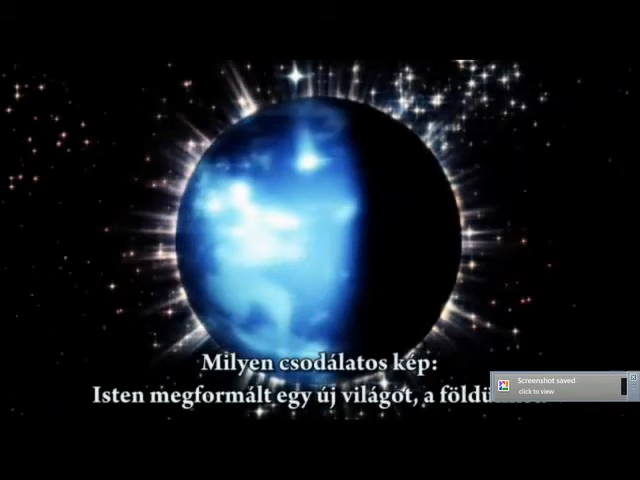 Milyen csodálatos kép:
Isten megformált egy új világot, a
Screenshot saved
click to view